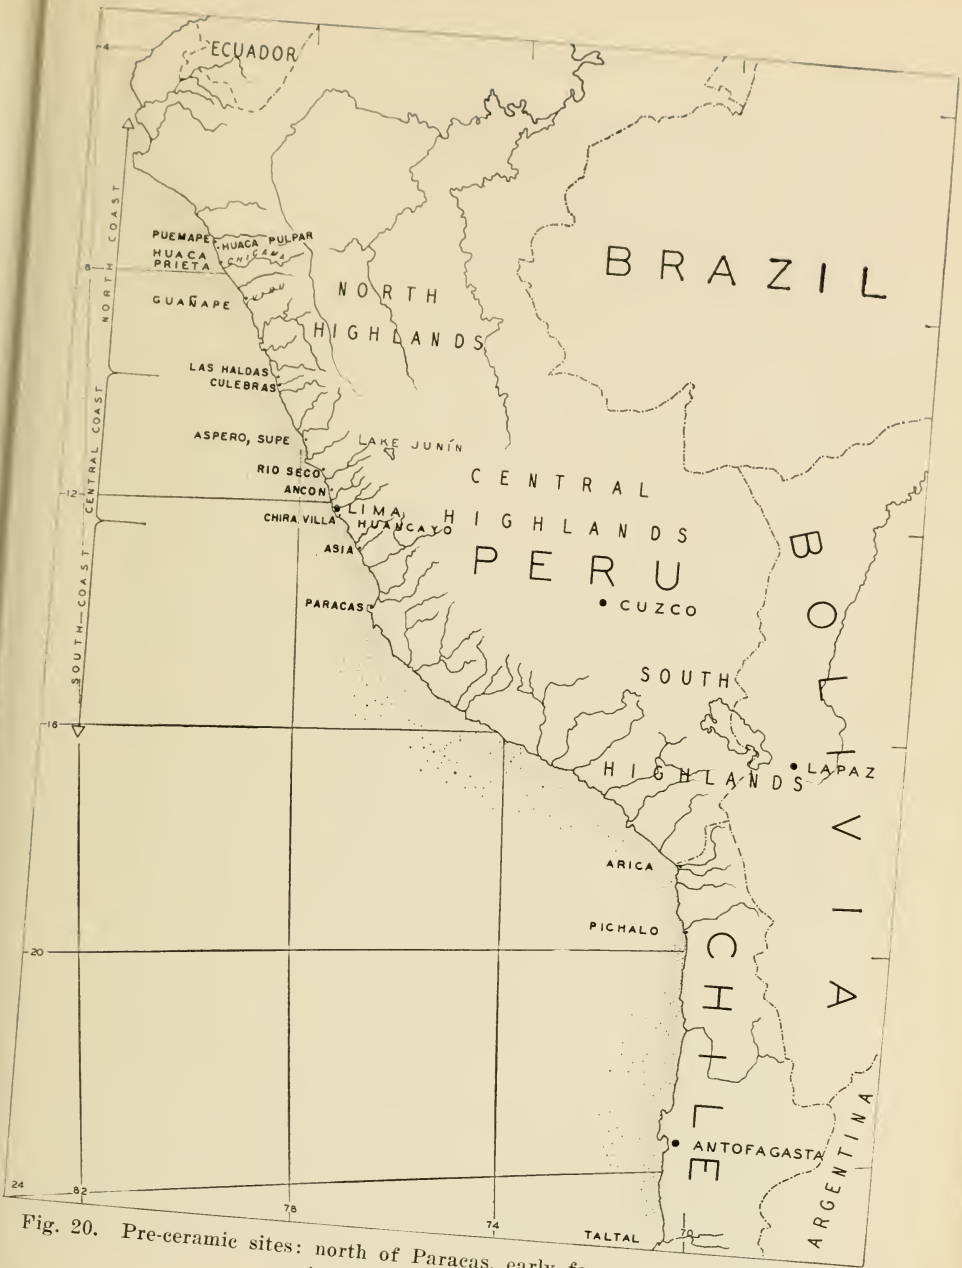 4
ECUADOR
NORTH COAST
PUEMAPE
HUACA PULPAR
HUACA
PRIETA
CHICAMA
8
BRAZIL
NORTH
HIGHLANDS
GUAÑAPE
LAS HALDAS
CULEBRAS
CENTRAL COAST
ASPERO, SUPE
LAKE JUNÍN
RIO SECO
CENTRAL
HIGHLANDS
ANCON
12
LIMA
CHIRA VILLA
HUANCAYO
ASIA
PERU
BOLIVIA
PARACAS
CUZCO
SOUTH COAST
SOUTH
HIGHLANDS
16
LAPAZ
ARICA
PICHALO
CHILE
20
ANTOFAGASTA
ARGENTINA
24
82
78
74
70
TALTAL
Fig. 20. Pre-ceramic sites: north of Paracas, early